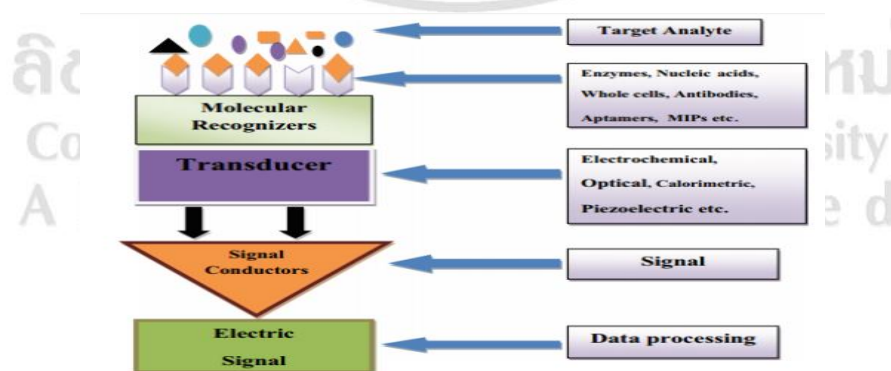 Target Analyte
Enzymes, Nucleic acids,
Whole cells, Antibodies,
Aptamers, MIPs etc.
Molecular
Recognizers
Transducer
Electrochemical,
Optical, Calorimetric,
Piezoelectric etc.
Signal
Conductors
Signal
Electric
Signal
Data processing